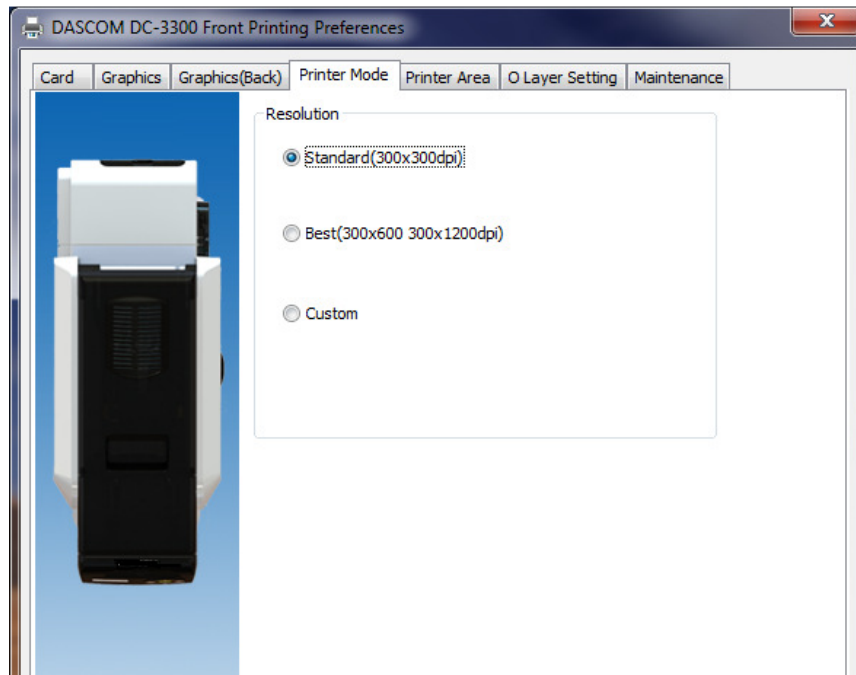 DASCOM DC-3300 Front Printing Preferences
Card Graphics Graphics(Back) Printer Mode Printer Area O Layer Setting Maintenance
Resolution
Standard(300x300dpi)
Best(300x600 300x1200dpi)
Custom